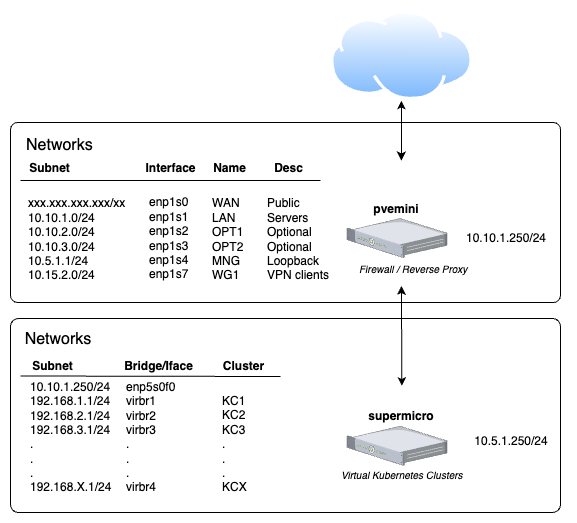 Networks
Subnet Interface Name Desc
xxx.xxx.xxx.xxx/xx enp1s0 WAN Public
10.10.1.0/24 enp1s1 LAN Servers
10.10.2.0/24 enp1s2 OPT1 Optional
10.10.3.0/24 enp1s3 OPT2 Optional
10.5.1.1/24 enp1s4 MNG Loopback
10.15.2.0/24 enp1s7 WG1 VPN clients
pvemini
10.10.1.250/24
Firewall / Reverse Proxy
Networks
Subnet Bridge/Iface Cluster
10.10.1.250/24 enp5s0f0
192.168.1.1/24 virbr1 KC1
192.168.2.1/24 virbr2 KC2
192.168.3.1/24 virbr3 KC3
. . .
. . .
. . .
192.168.X.1/24 virbr4 KCX
supermicro
10.5.1.250/24
Virtual Kubernetes Clusters